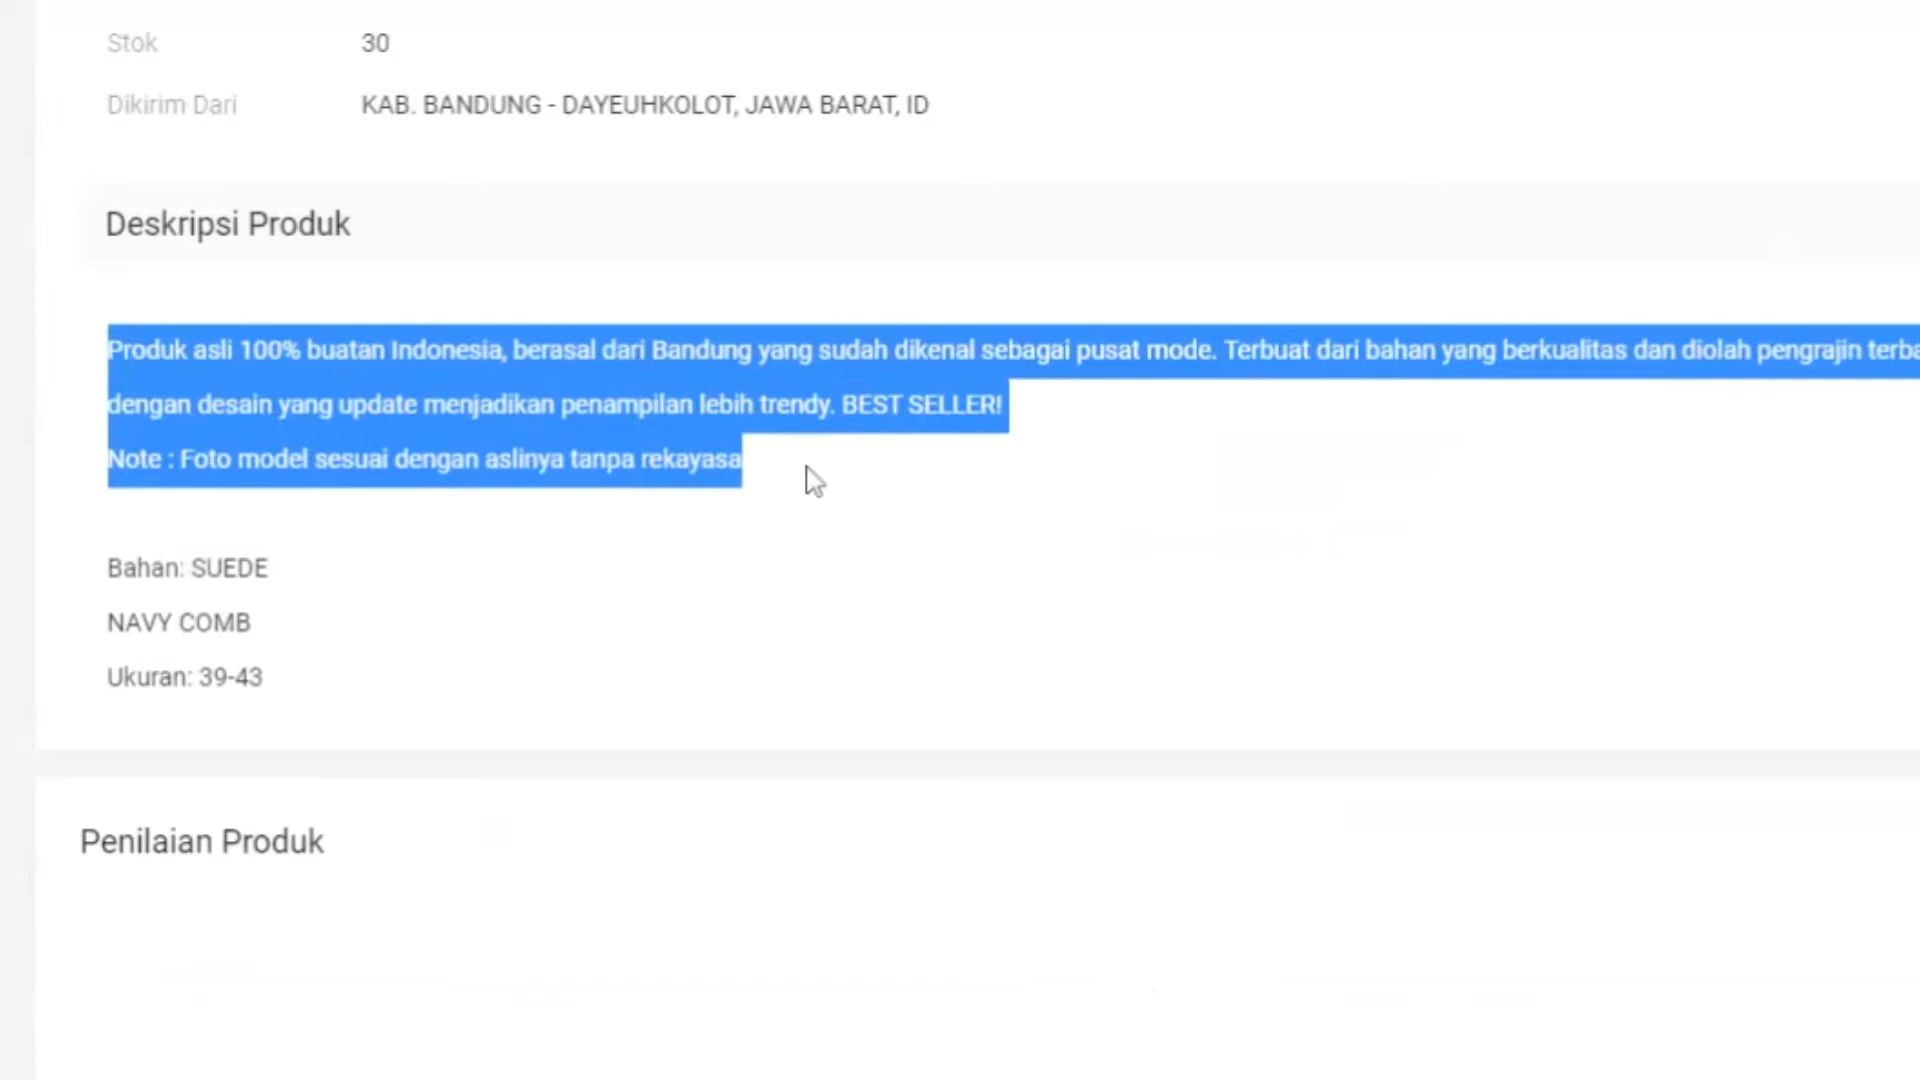 Stok 30
Dikirim Dari KAB. BANDUNG - DAYEUHKOLOT, JAWA BARAT, ID
Deskripsi Produk
Produk asli 100% buatan Indonesia, berasal dari Bandung yang sudah dikenal sebagai pusat mode. Terbuat dari bahan yang berkualitas dan diolah pengrajin
dengan desain yang update menjadikan penampilan lebih trendy. BEST SELLER!
Note : Foto model sesuai dengan aslinya tanpa rekayasa
Bahan: SUEDE
NAVY COMB
Ukuran: 39-43
Penilaian Produk